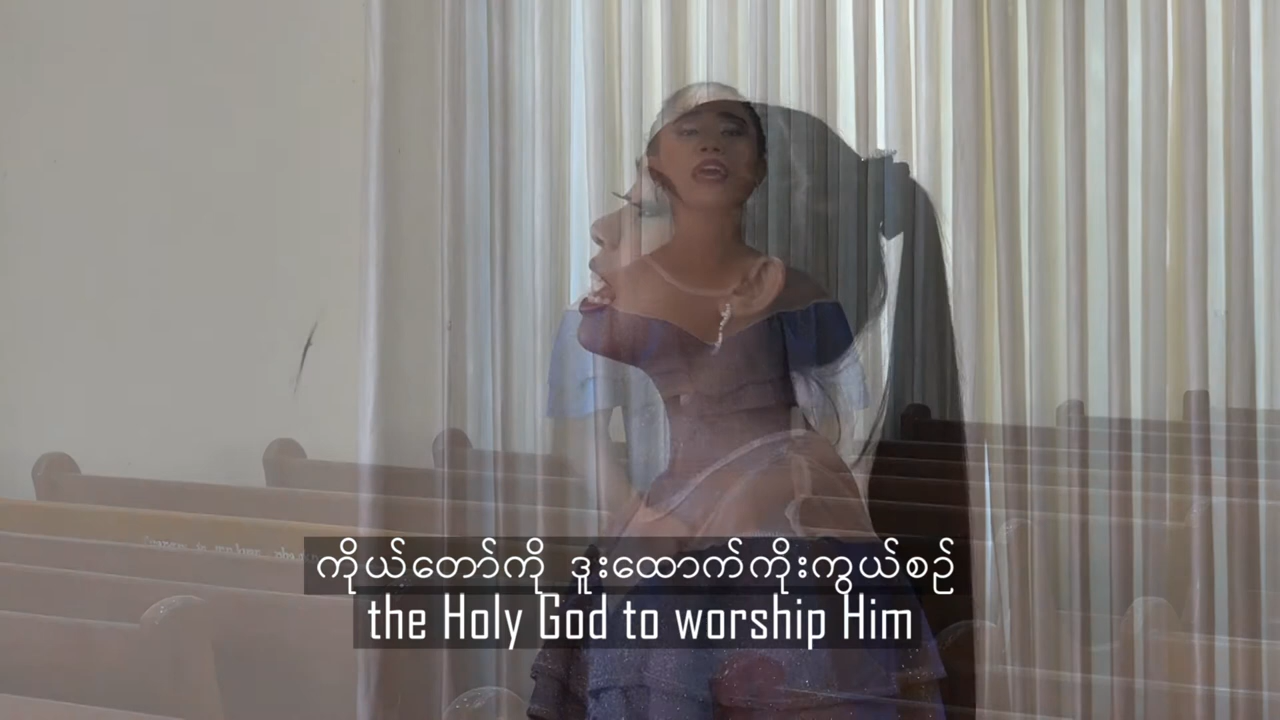 ကိုယ်တော်ကို ဒူးထောက်ကိုးကွယ်စဉ်
the Holy God to worship Him